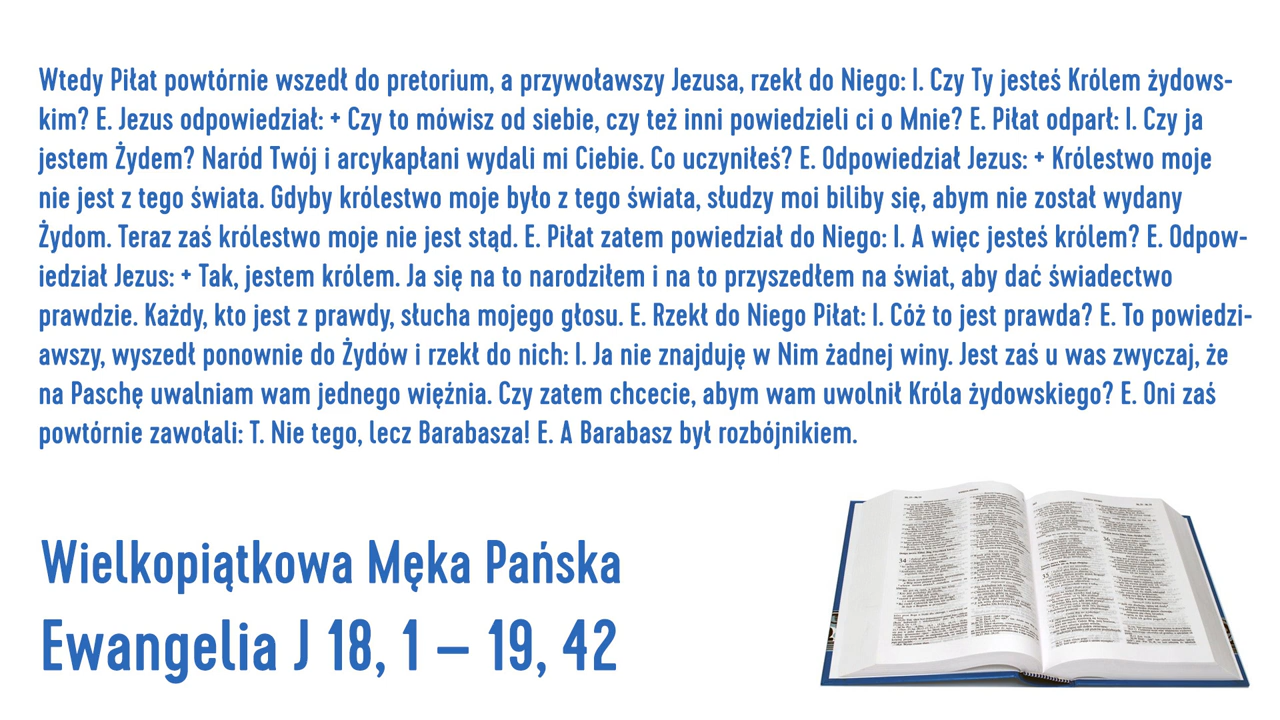 Wtedy Piłat powtórnie wszedł do pretorium, a przywoławszy Jezusa, rzekł do Niego: I. Czy Ty jesteś Królem żydows-
kim? E. Jezus odpowiedział: + Czy to mówisz od siebie, czy też inni powiedzieli ci o Mnie? E. Piłat odparł: I. Czy ja
jestem Żydem? Naród Twój i arcykapłani wydali mi Ciebie. Co uczyniłeś? E. Odpowiedział Jezus: + Królestwo moje
nie jest z tego świata. Gdyby królestwo moje było z tego świata, słudzy moi biliby się, abym nie został wydany
Żydom. Teraz zaś królestwo moje nie jest stąd. E. Piłat zatem powiedział do Niego: I. A więc jesteś królem? E. Odpow-
iedział Jezus: + Tak, jestem królem. Ja się na to narodziłem i na to przyszedłem na świat, aby dać świadectwo
prawdzie. Każdy, kto jest z prawdy, słucha mojego głosu. E. Rzekł do Niego Piłat: I. Cóż to jest prawda? E. To powiedzi-
awszy, wyszedł ponownie do Żydów i rzekł do nich: I. Ja nie znajduję w Nim żadnej winy. Jest zaś u was zwyczaj, że
na Paschę uwalniam wam jednego więźnia. Czy zatem chcecie, abym wam uwolnił Króla żydowskiego? E. Oni zaś
powtórnie zawołali: T. Nie tego, lecz Barabasza! E. A Barabasz był rozbójnikiem.
Wielkopiątkowa Męka Pańska
Ewangelia J 18, 1 – 19, 42